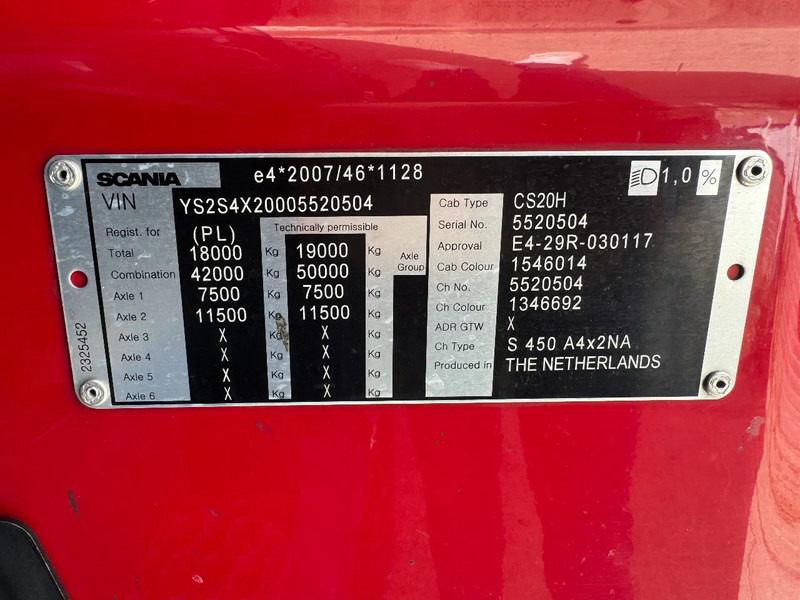 SCANIA e4*2007/46*1128 1,0 %
VIN YS2S4X20005520504
Regist. for (PL) Technically permissible
Total 18000 Kg 19000 Kg Axle Group
Combination 42000 Kg 50000 Kg
Axle 1 7500 Kg 7500 Kg
Axle 2 11500 Kg 11500 Kg
Axle 3 X Kg X Kg
Axle 4 X Kg X Kg
Axle 5 X Kg X Kg
Axle 6 X Kg X Kg
Cab Type CS20H
Serial No. 5520504
Approval E4-29R-030117
Cab Colour 1546014
Ch No. 5520504
Ch Colour 1346692
ADR GTW X
Ch Type S 450 A4x2NA
Produced in THE NETHERLANDS
2325452